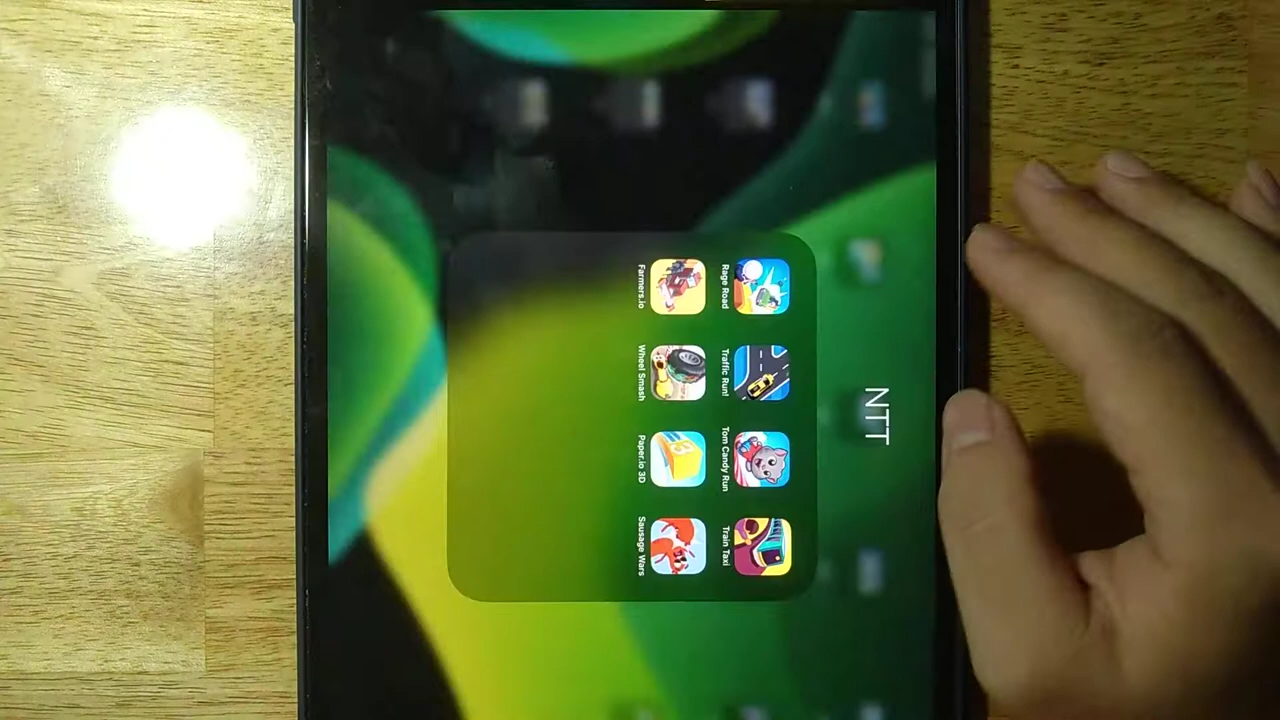 NTT
Rage Road
Traffic Run!
Tom Candy Run
Train Taxi
Farmers.io
Wheel Smash
Paper.io 3D
Sausage Wars